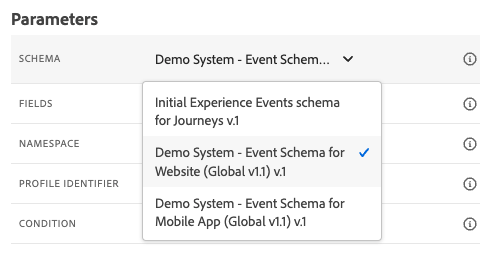 Parameters
SCHEMA
Demo System - Event Schem...
Initial Experience Events schema
for Journeys v.1
FIELDS
Demo System - Event Schema for
Website (Global v1.1) v.1
NAMESPACE
PROFILE IDENTIFIER
Demo System - Event Schema for
Mobile App (Global v1.1) v.1
CONDITION